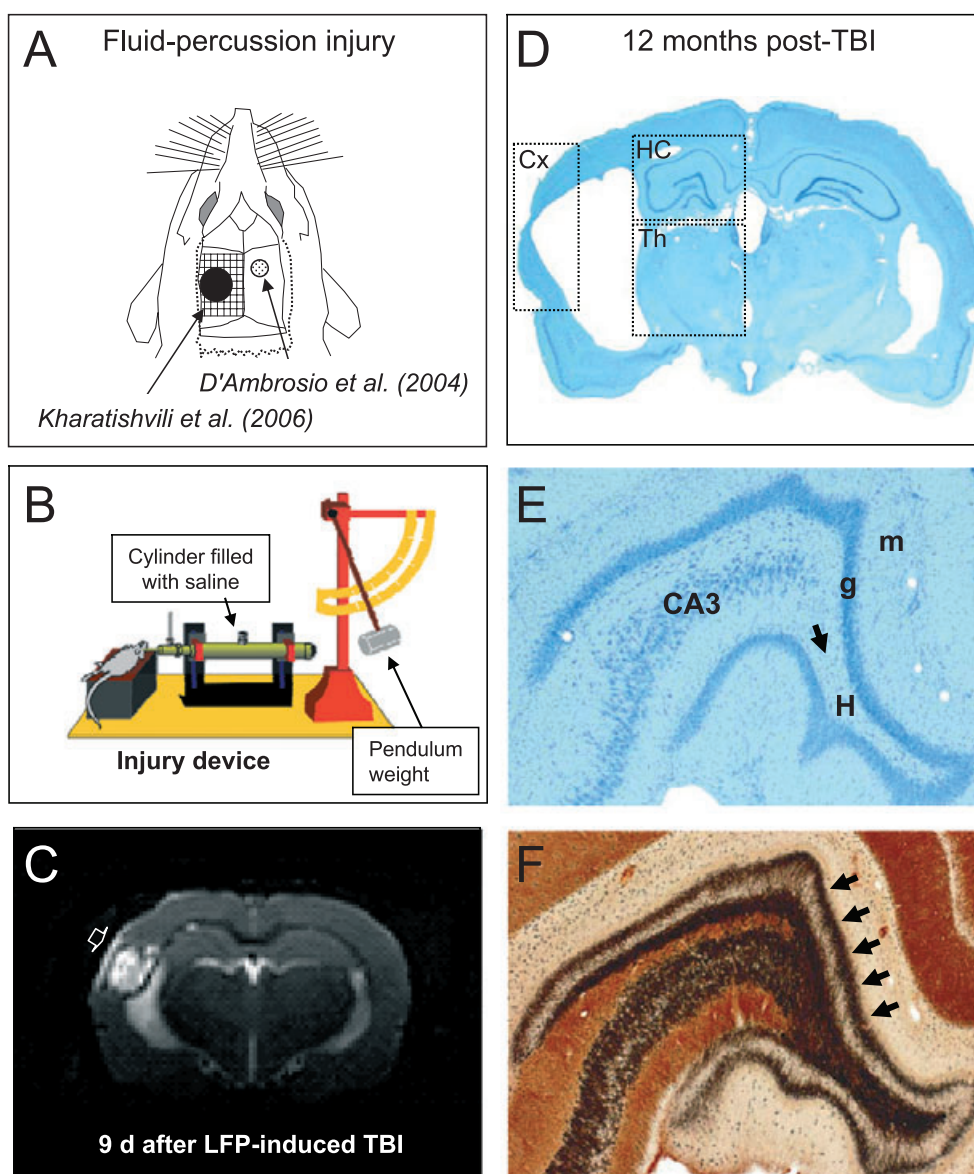 A
Fluid-percussion injury
D'Ambrosio et al. (2004)
Kharatishvili et al. (2006)
B
Cylinder filled
with saline
Injury device
Pendulum
weight
C
9 d after LFP-induced TBI
D
12 months post-TBI
Cx
HC
Th
E
m
g
CA3
H
F